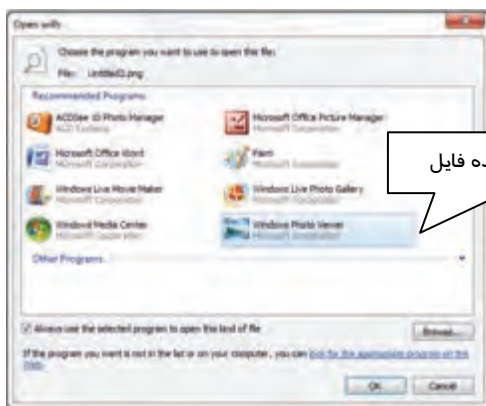 Open with
Choose the program you want to use to open this file:
File: Untitled2.png
Recommended Programs
ACDSee 10 Photo Manager
ACD Systems
Microsoft Office Picture Manager
Microsoft Corporation
Microsoft Office Word
Microsoft Corporation
Paint
Microsoft Corporation
Windows Live Movie Maker
Microsoft Corporation
Windows Live Photo Gallery
Microsoft Corporation
Windows Media Center
Microsoft Corporation
Windows Photo Viewer
Microsoft Corporation
ده فایل
Other Programs
Always use the selected program to open this kind of file
Browse...
If the program you want is not in the list or on your computer, you can look for the appropriate program on the
Web.
OK
Cancel